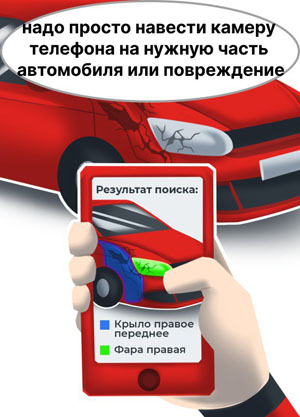 надо просто навести камеру
телефона на нужную часть
автомобиля или повреждение
Результат поиска:
Крыло правое
переднее
Фара правая